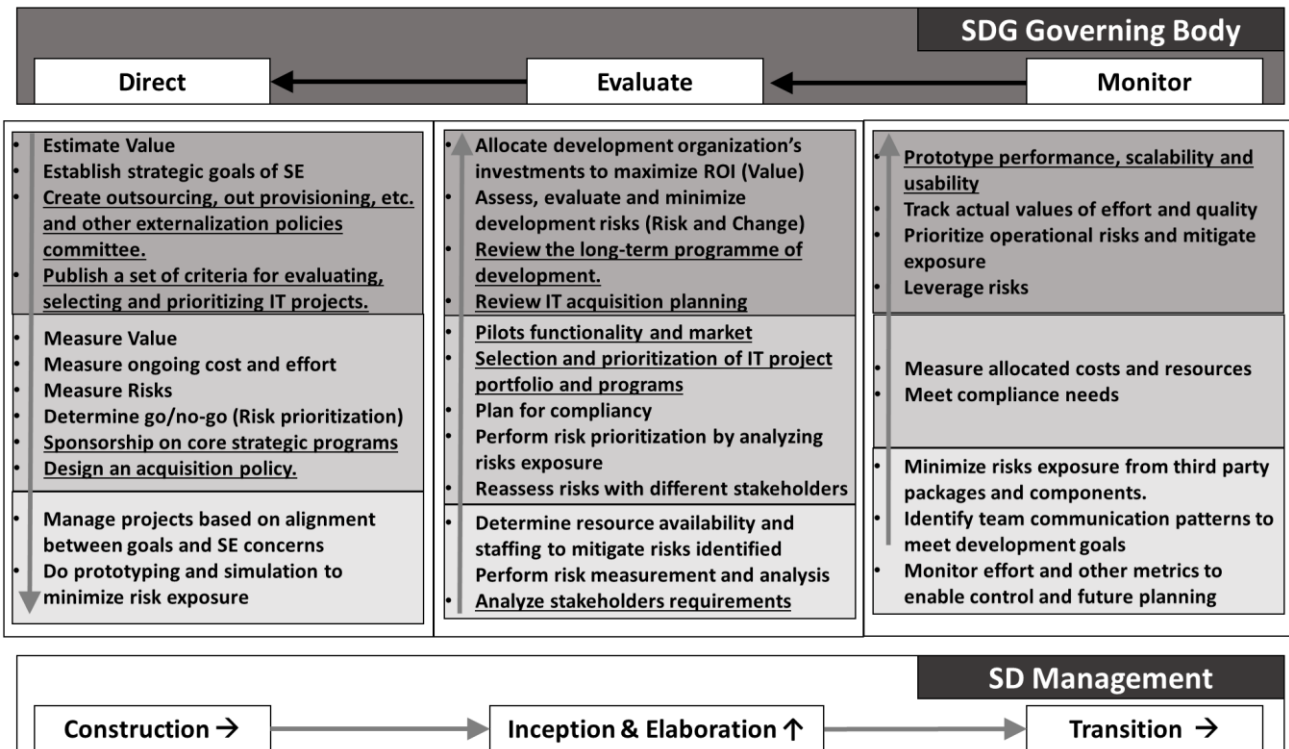 SDG Governing Body
Direct
Evaluate
Monitor
• Estimate Value
• Establish strategic goals of SE
• Create outsourcing, out provisioning, etc.
and other externalization policies
committee.
• Publish a set of criteria for evaluating,
selecting and prioritizing IT projects.
• Measure Value
• Measure ongoing cost and effort
• Measure Risks
• Determine go/no-go (Risk prioritization)
• Sponsorship on core strategic programs
• Design an acquisition policy.
• Manage projects based on alignment
between goals and SE concerns
• Do prototyping and simulation to
minimize risk exposure
• Allocate development organization's
investments to maximize ROI (Value)
• Assess, evaluate and minimize
development risks (Risk and Change)
• Review the long-term programme of
development.
• Review IT acquisition planning
• Pilots functionality and market
• Selection and prioritization of IT project
portfolio and programs
• Plan for compliancy
• Perform risk prioritization by analyzing
risks exposure
• Reassess risks with different stakeholders
• Determine resource availability and
staffing to mitigate risks identified
Perform risk measurement and analysis
• Analyze stakeholders requirements
• Prototype performance, scalability and
usability
• Track actual values of effort and quality
• Prioritize operational risks and mitigate
exposure
• Leverage risks
• Measure allocated costs and resources
• Meet compliance needs
• Minimize risks exposure from third party
packages and components.
• Identify team communication patterns to
meet development goals
• Monitor effort and other metrics to
enable control and future planning
SD Management
Construction →
Inception & Elaboration ↑
Transition →